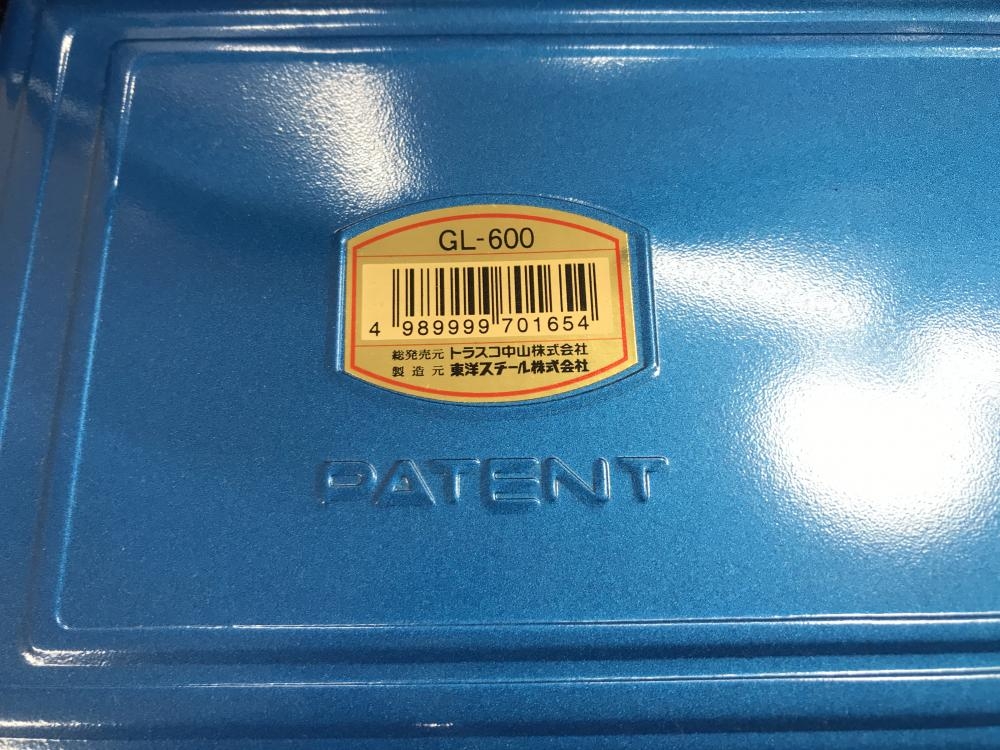 GL-600
4 989999 701654
総発売元 トラスコ中山株式会社
製造元 東洋スチール株式会社
PATENT